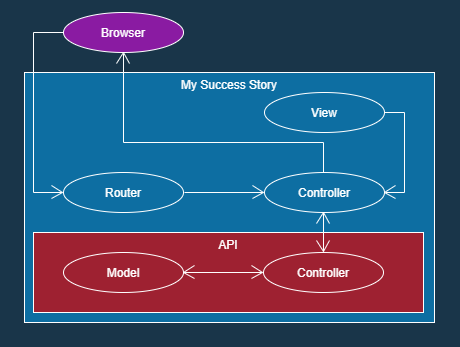 Browser
My Success Story
View
Router
Controller
API
Model
Controller